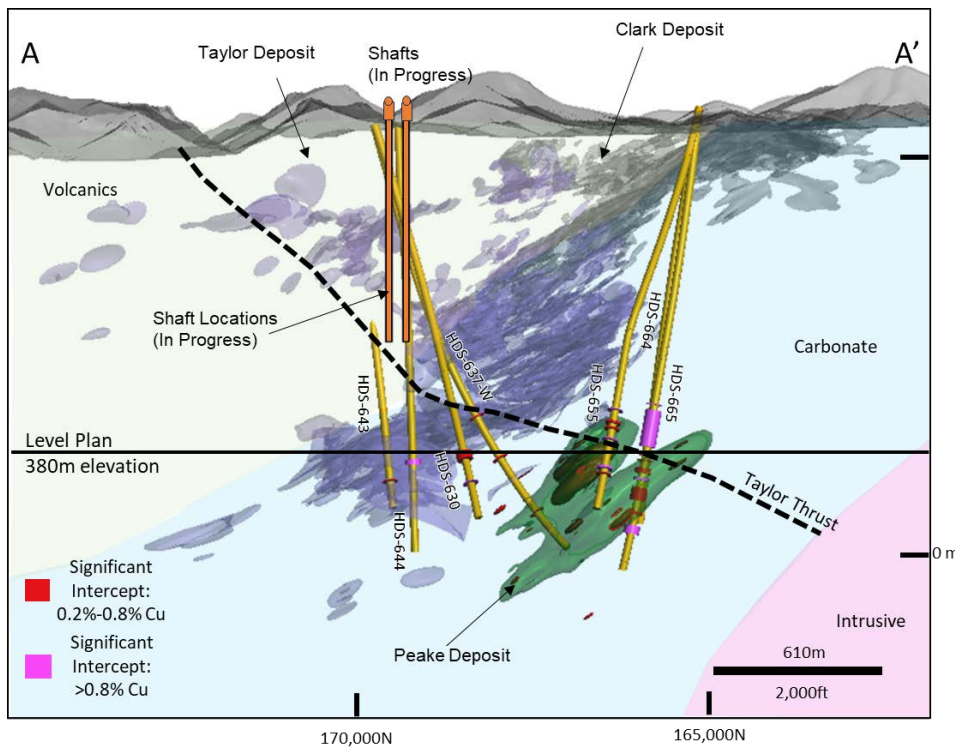 A
Taylor Deposit
Shafts
(In Progress)
Clark Deposit
A’
Volcanics
Shaft Locations
(In Progress)
Carbonate
HDS-664
HDS-637-W
HDS-643
HDS-655
HDS-665
Level Plan
380m elevation
HDS-630
HDS-644
Taylor Thrust
0 m
Significant
Intercept:
0.2%-0.8% Cu
Significant
Intercept:
>0.8% Cu
Peake Deposit
Intrusive
610m
2,000ft
170,000N
165,000N